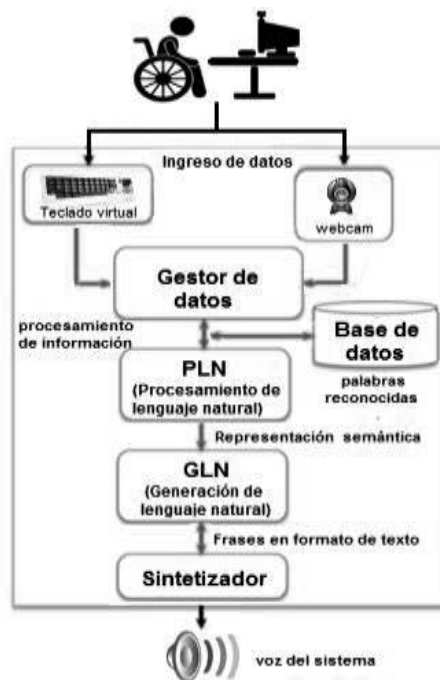 Ingreso de datos
Teclado virtual
webcam
Gestor de
datos
procesamiento
de información
Base de
datos
palabras
reconocidas
PLN
(Procesamiento de
lenguaje natural)
Representación semántica
GLN
(Generación de
lenguaje natural)
Frases en formato de texto
Sintetizador
voz del sistema